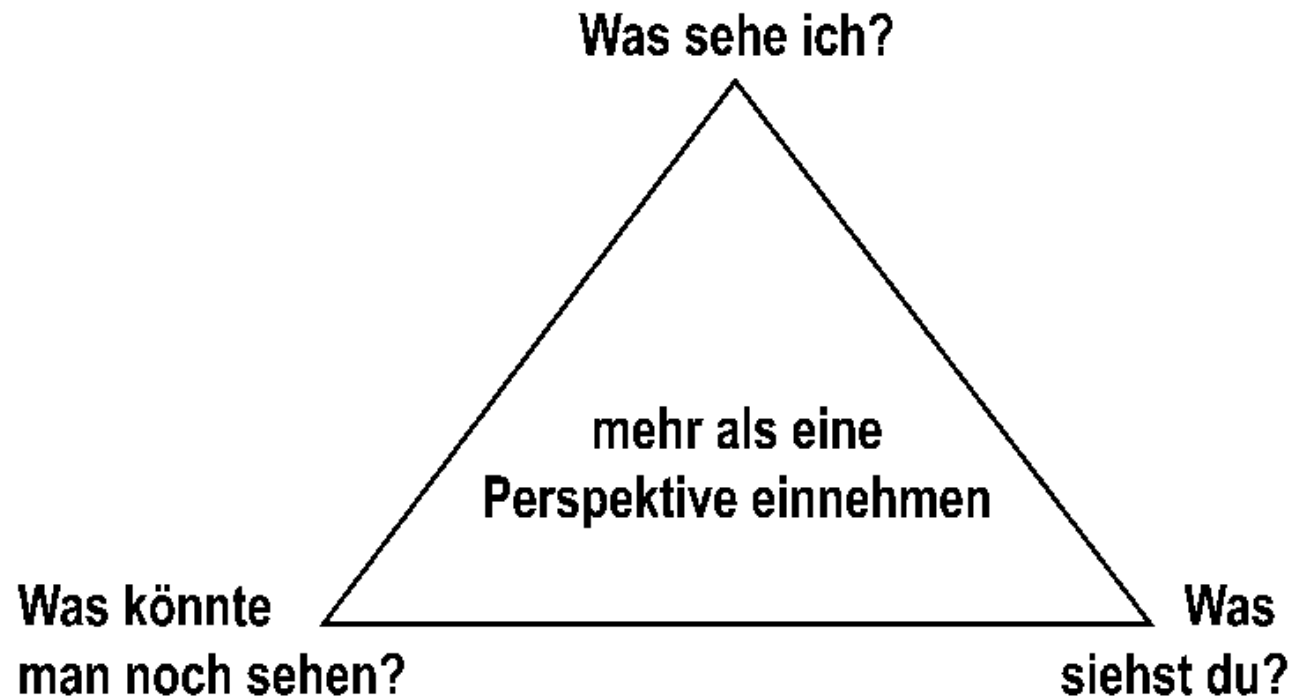 Was sehe ich?
mehr als eine
Perspektive einnehmen
Was könnte
man noch sehen?
Was
siehst du?